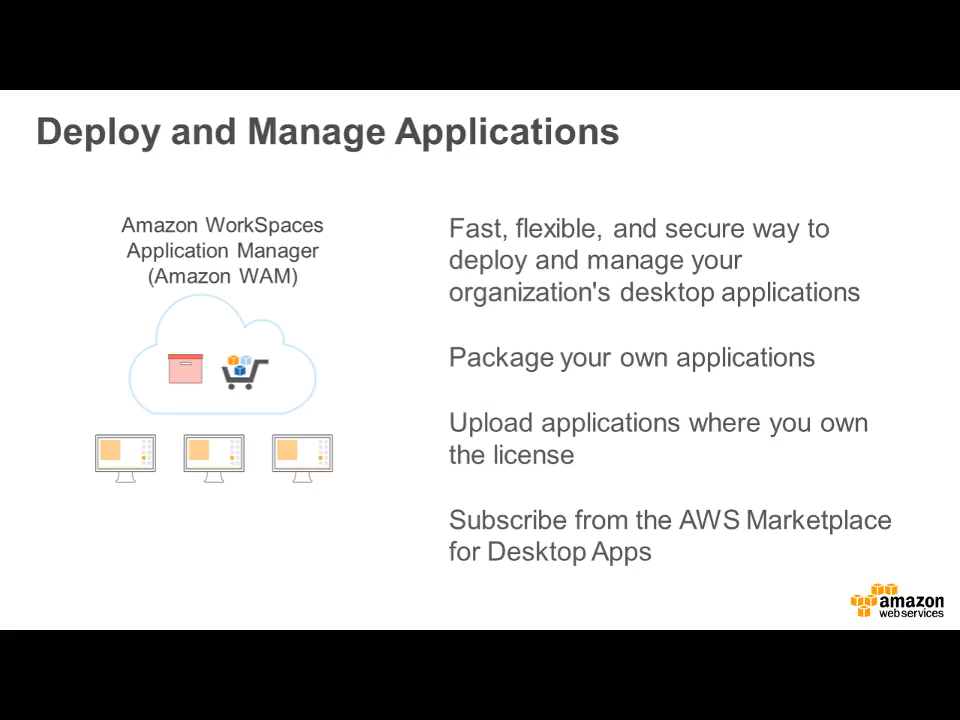 Deploy and Manage Applications
Amazon WorkSpaces
Application Manager
(Amazon WAM)
Fast, flexible, and secure way to
deploy and manage your
organization's desktop applications
Package your own applications
Upload applications where you own
the license
Subscribe from the AWS Marketplace
for Desktop Apps
amazon
web services